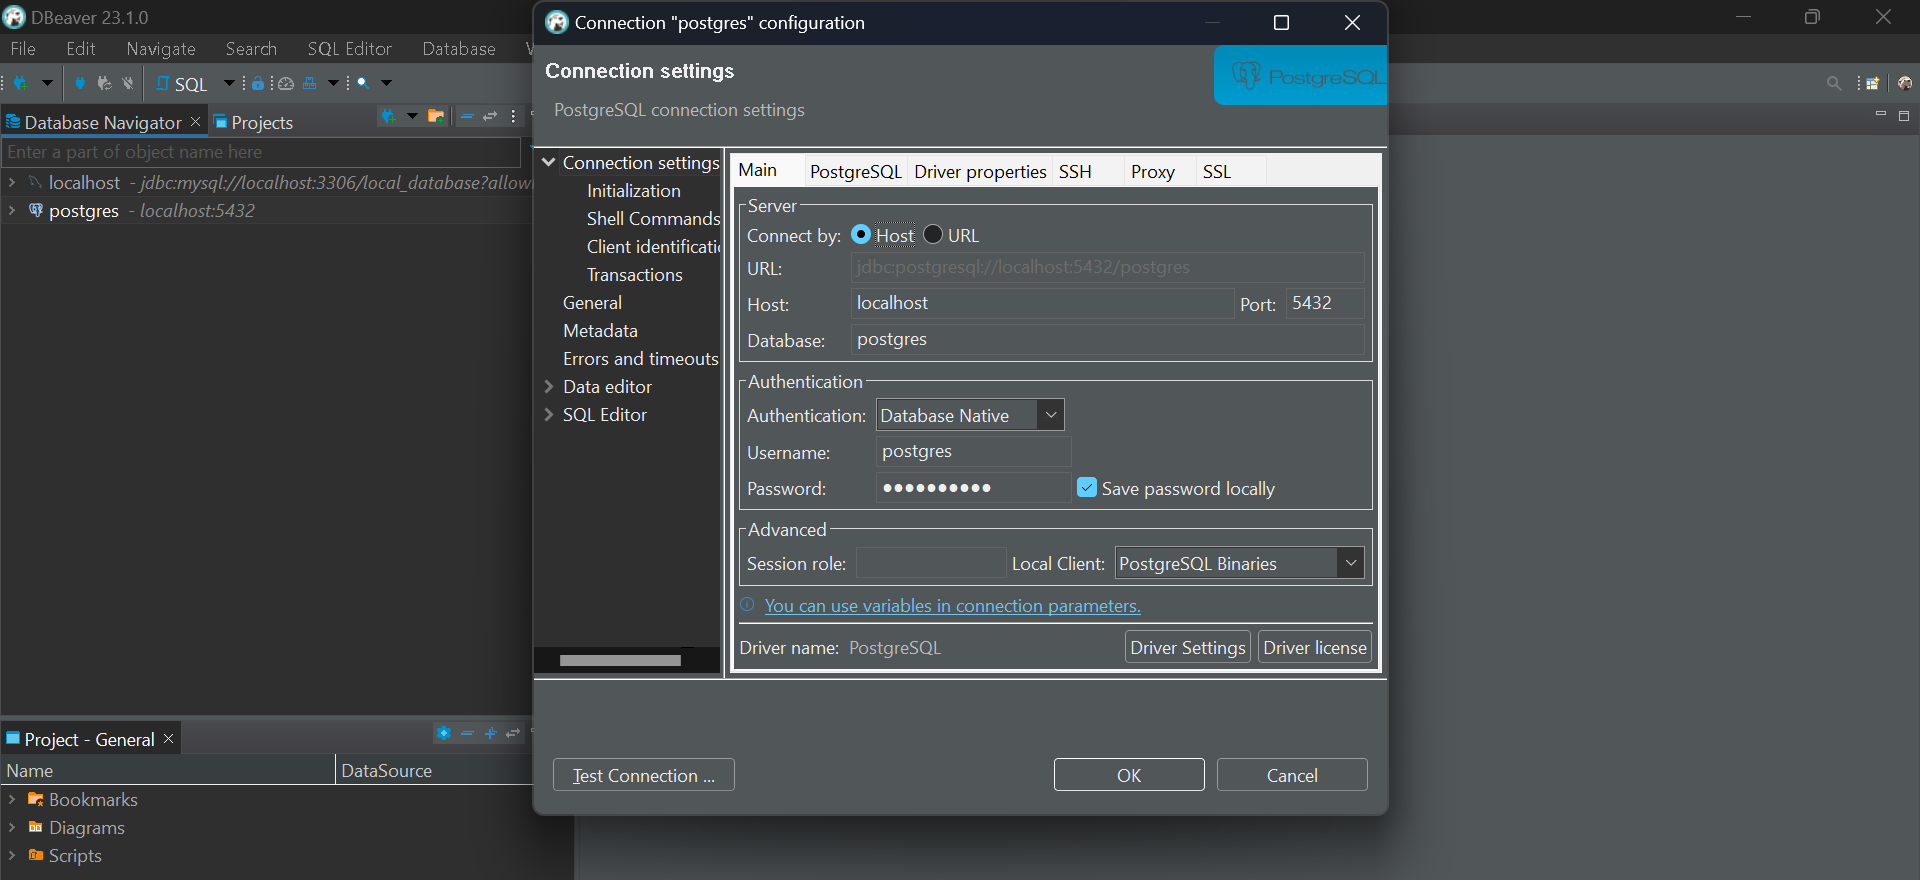 DBeaver 23.1.0
File Edit Navigate Search SQL Editor Database
SQL
Database Navigator
Projects
Enter a part of object name here
localhost - jdbc:mysql://localhost:3306/local_database?allow
postgres - localhost:5432
Project - General
Name DataSource
Bookmarks
Diagrams
Scripts
Connection "postgres" configuration
Connection settings
PostgreSQL connection settings
PostgreSQL
Connection settings
Initialization
Shell Commands
Client identificati
Transactions
General
Metadata
Errors and timeouts
Data editor
SQL Editor
Main PostgreSQL Driver properties SSH Proxy SSL
Server
Connect by: Host URL
URL: jdbc:postgresql://localhost:5432/postgres
Host: localhost Port: 5432
Database: postgres
Authentication
Authentication: Database Native
Username: postgres
Password: ●●●●●●●●●● Save password locally
Advanced
Session role: Local Client: PostgreSQL Binaries
You can use variables in connection parameters.
Driver name: PostgreSQL Driver Settings Driver license
Test Connection ... OK Cancel